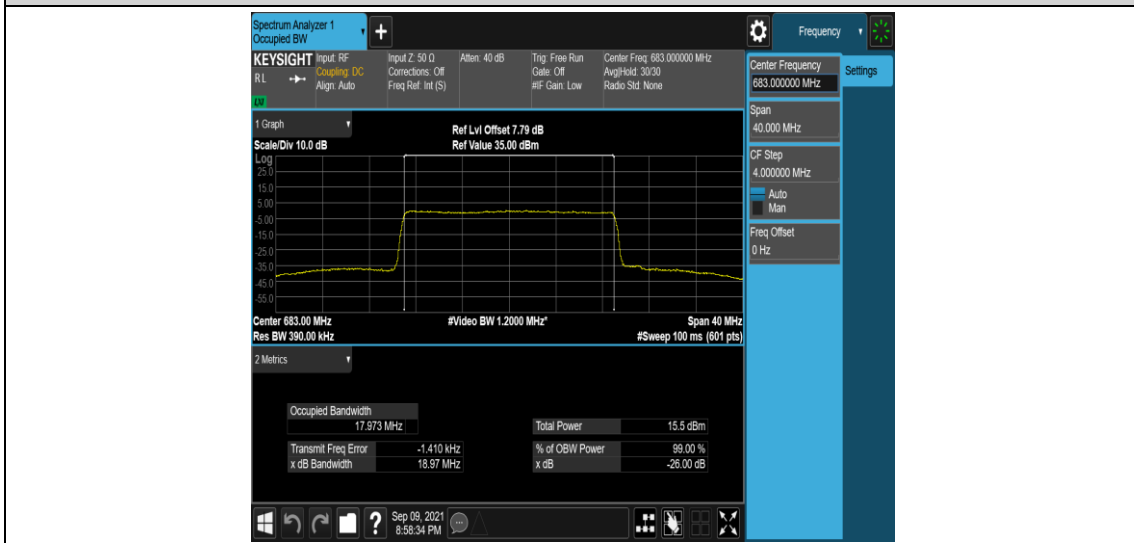 Spectrum Analyzer 1
Occupied BW
+
Frequency
KEYSIGHT
RL
Input: RF
Coupling: DC
Align: Auto
Input Z: 50 Ω
Corrections: Off
Freq Ref: Int (S)
Atten: 40 dB
Trig: Free Run
Gate: Off
#IF Gain: Low
Center Freq: 683.000000 MHz
Avg|Hold: 30/30
Radio Std: None
Center Frequency
683.000000 MHz
Settings
Span
40.000 MHz
CF Step
4.000000 MHz
Auto
Man
Freq Offset
0 Hz
1 Graph
Scale/Div 10.0 dB
Ref Lvl Offset 7.79 dB
Ref Value 35.00 dBm
Log
25.0
15.0
5.00
-5.00
-15.0
-25.0
-35.0
-45.0
-55.0
Center 683.00 MHz
#Video BW 1.2000 MHz*
Span 40 MHz
Res BW 390.00 kHz
#Sweep 100 ms (601 pts)
2 Metrics
Occupied Bandwidth
17.973 MHz
Total Power 15.5 dBm
Transmit Freq Error -1.410 kHz
% of OBW Power 99.00 %
x dB Bandwidth 18.97 MHz
x dB -26.00 dB
?
Sep 09, 2021
8:58:34 PM